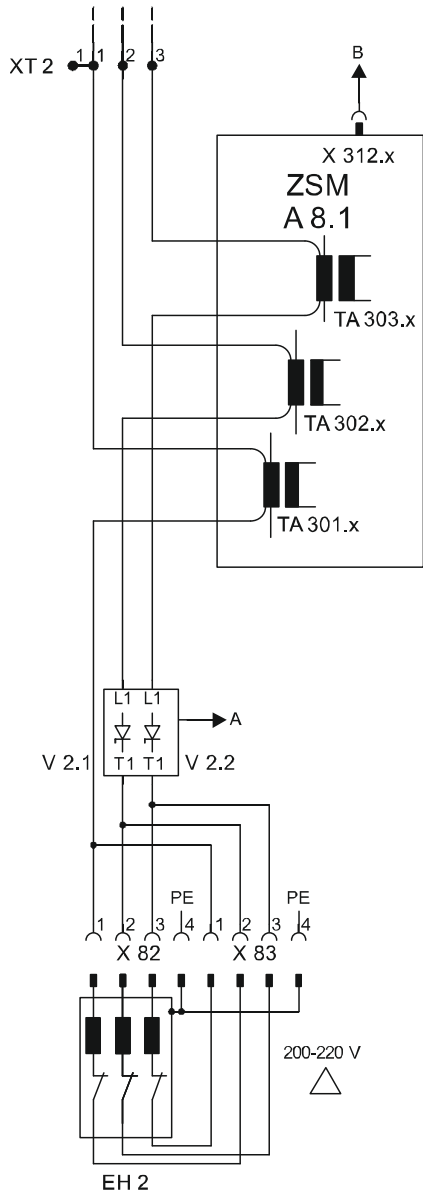 XT 2 1 1 2 3
B
X 312.x
ZSM
A 8.1
TA 303.x
TA 302.x
TA 301.x
L1 L1
A
V 2.1 T1 T1 V 2.2
PE PE
1 2 3 4 1 2 3 4
X 82 X 83
200-220 V
EH 2